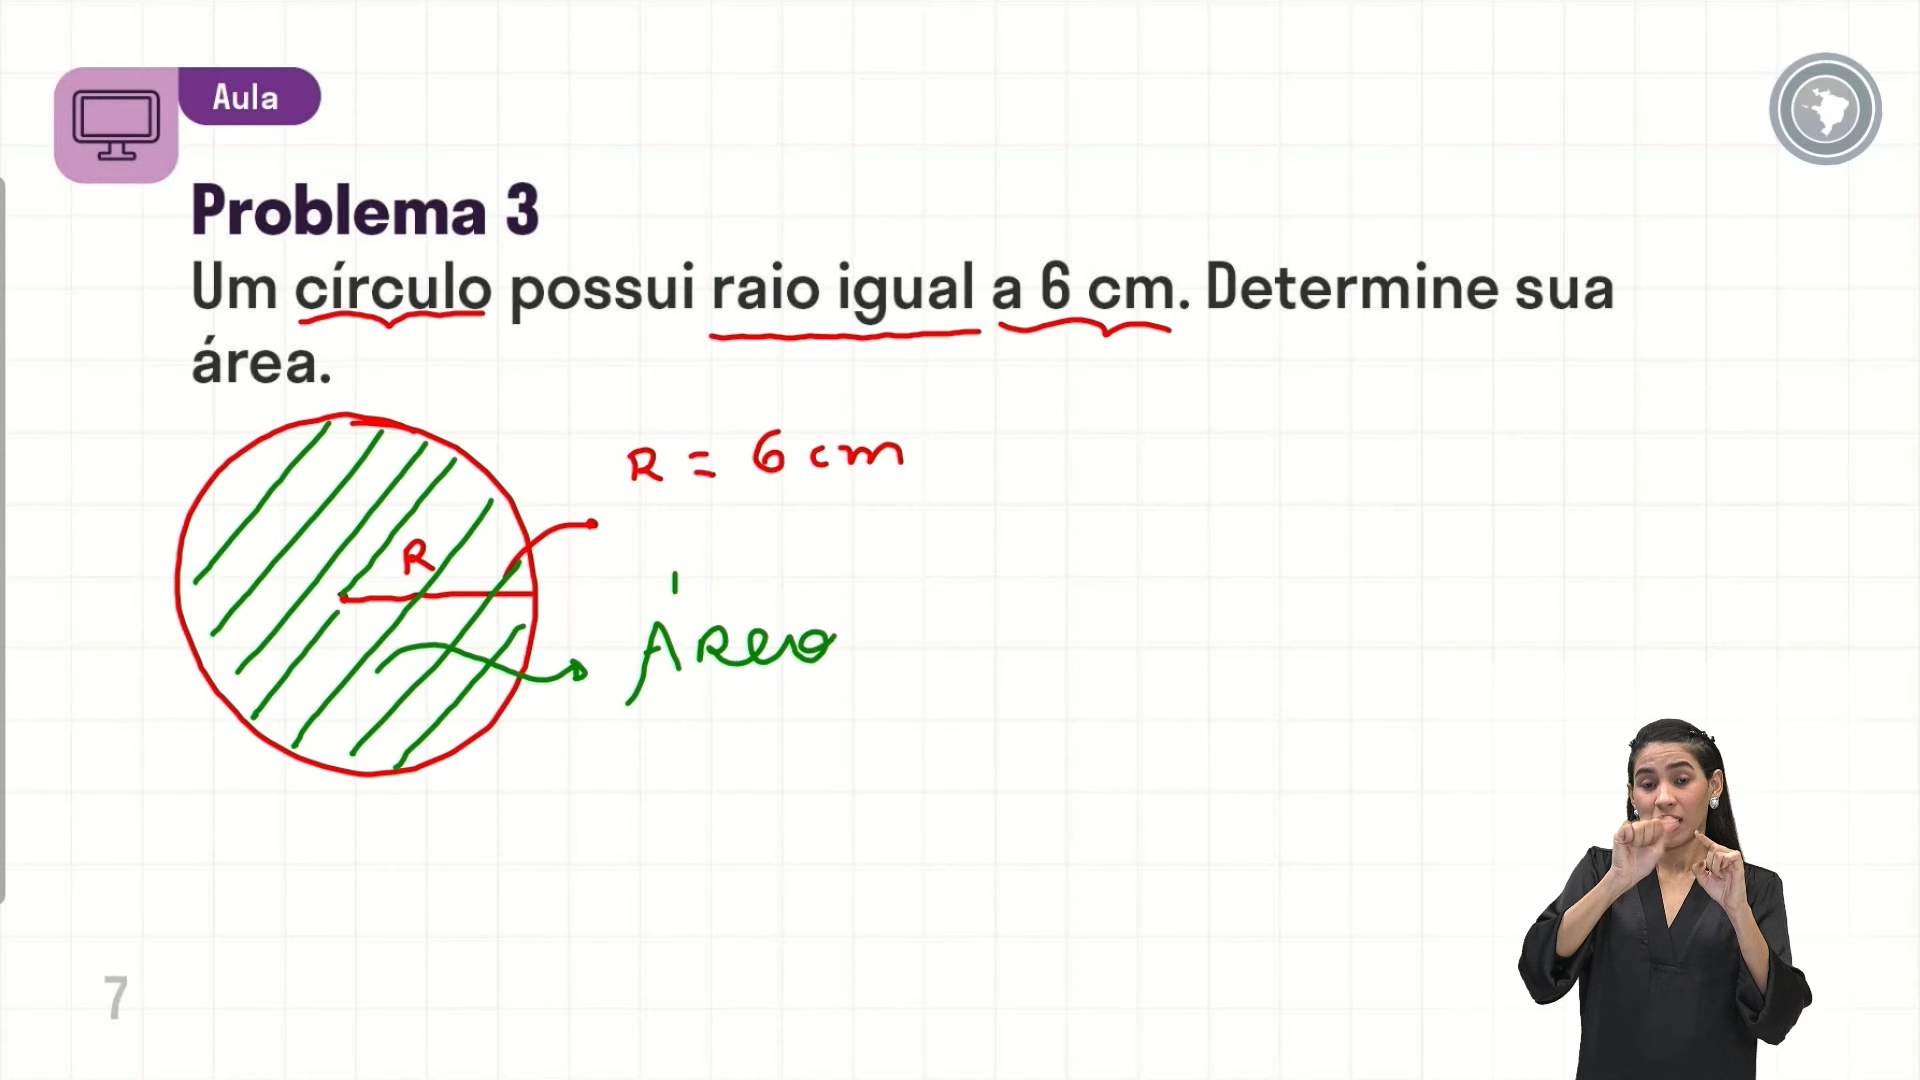 Aula
Problema 3
Um círculo possui raio igual a 6 cm. Determine sua
área.
R = 6 cm
R
Área
7